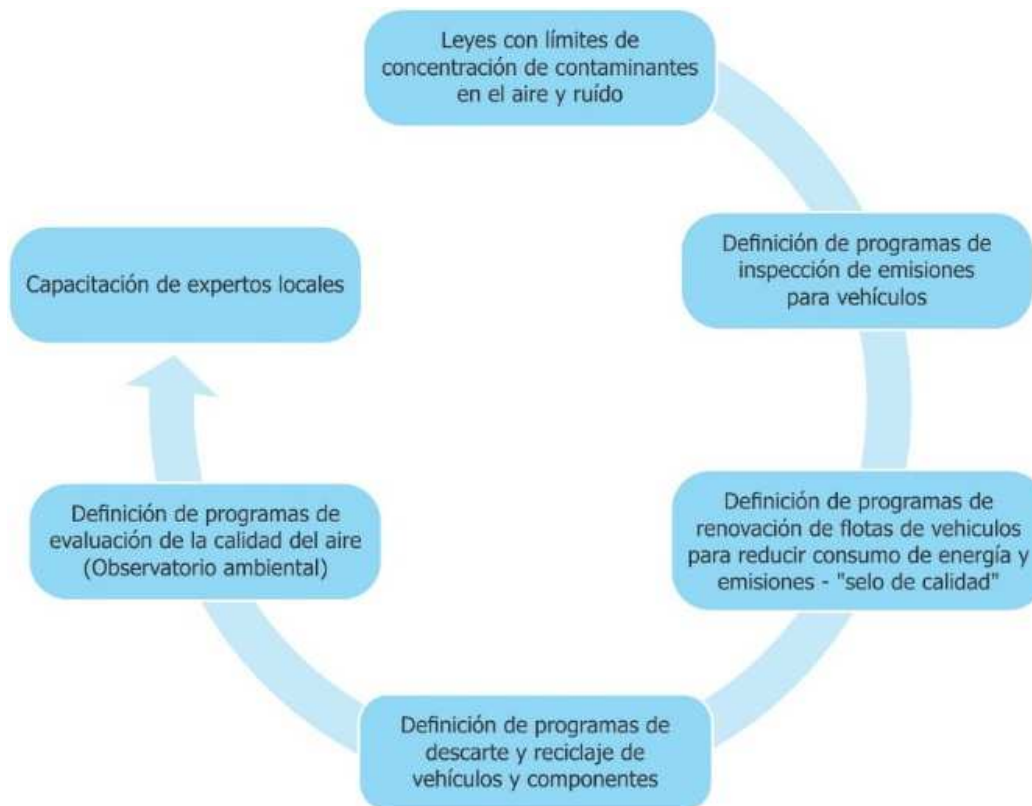 Leyes con límites de
concentración de contaminantes
en el aire y ruído
Definición de programas de
inspección de emisiones
para vehículos
Definición de programas de
renovación de flotas de vehiculos
para reducir consumo de energía y
emisiones - "selo de calidad"
Definición de programas de
descarte y reciclaje de
vehículos y componentes
Definición de programas de
evaluación de la calidad del aire
(Observatorio ambiental)
Capacitación de expertos locales